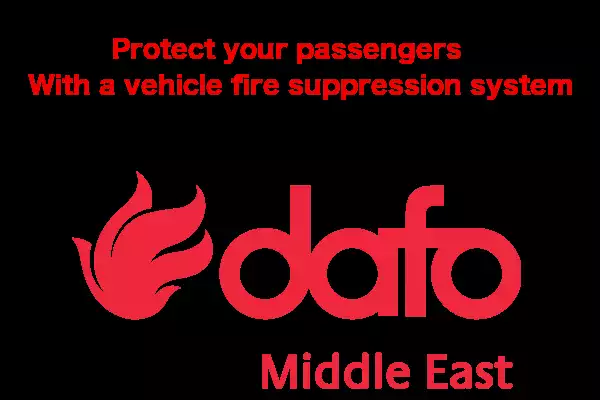 Protect your passengers
With a vehicle fire suppression system
dafo
Middle East